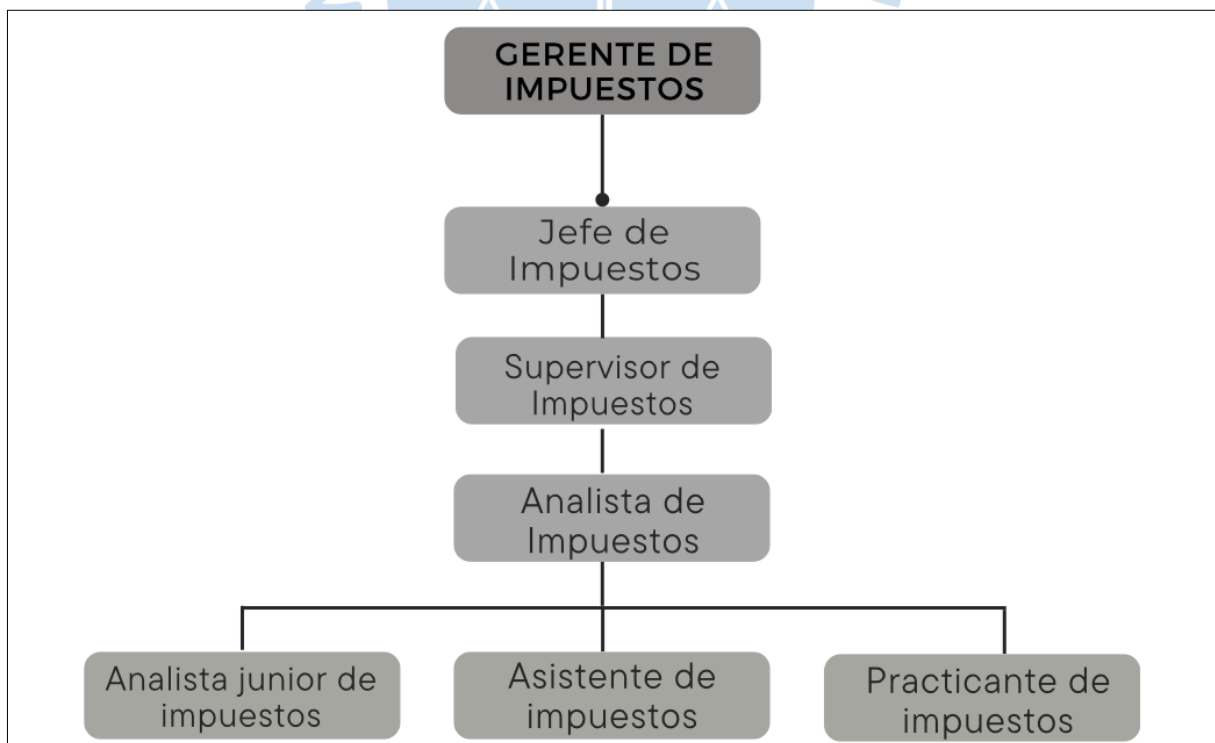 GERENTE DE
IMPUESTOS
Jefe de
Impuestos
Supervisor de
Impuestos
Analista de
Impuestos
Analista junior de
impuestos
Asistente de
impuestos
Practicante de
impuestos